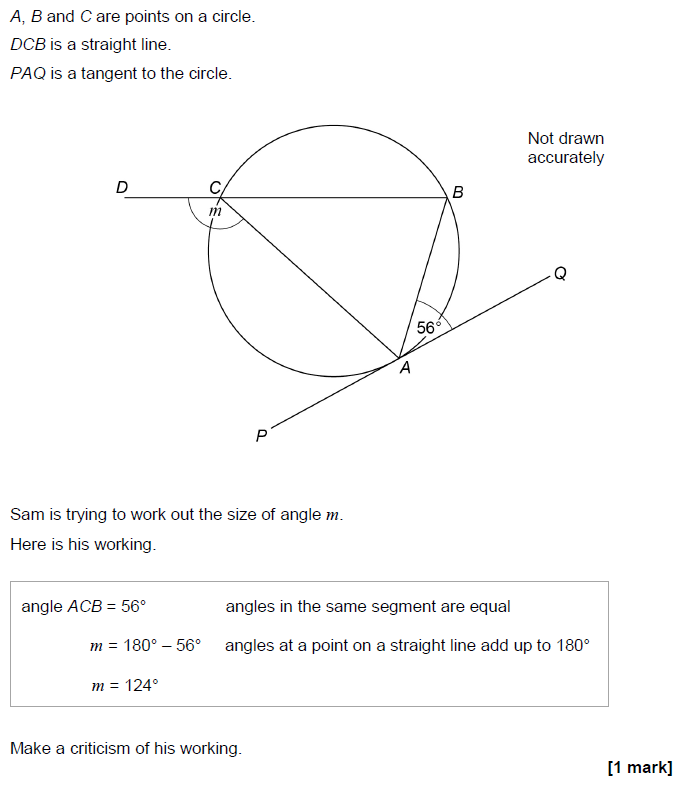 A, B and C are points on a circle.
DCB is a straight line.
PAQ is a tangent to the circle.
Not drawn
accurately
D
C
B
m
Q
56°
A
P
Sam is trying to work out the size of angle m.
Here is his working.
angle ACB = 56° angles in the same segment are equal
m = 180° – 56° angles at a point on a straight line add up to 180°
m = 124°
Make a criticism of his working.
[1 mark]